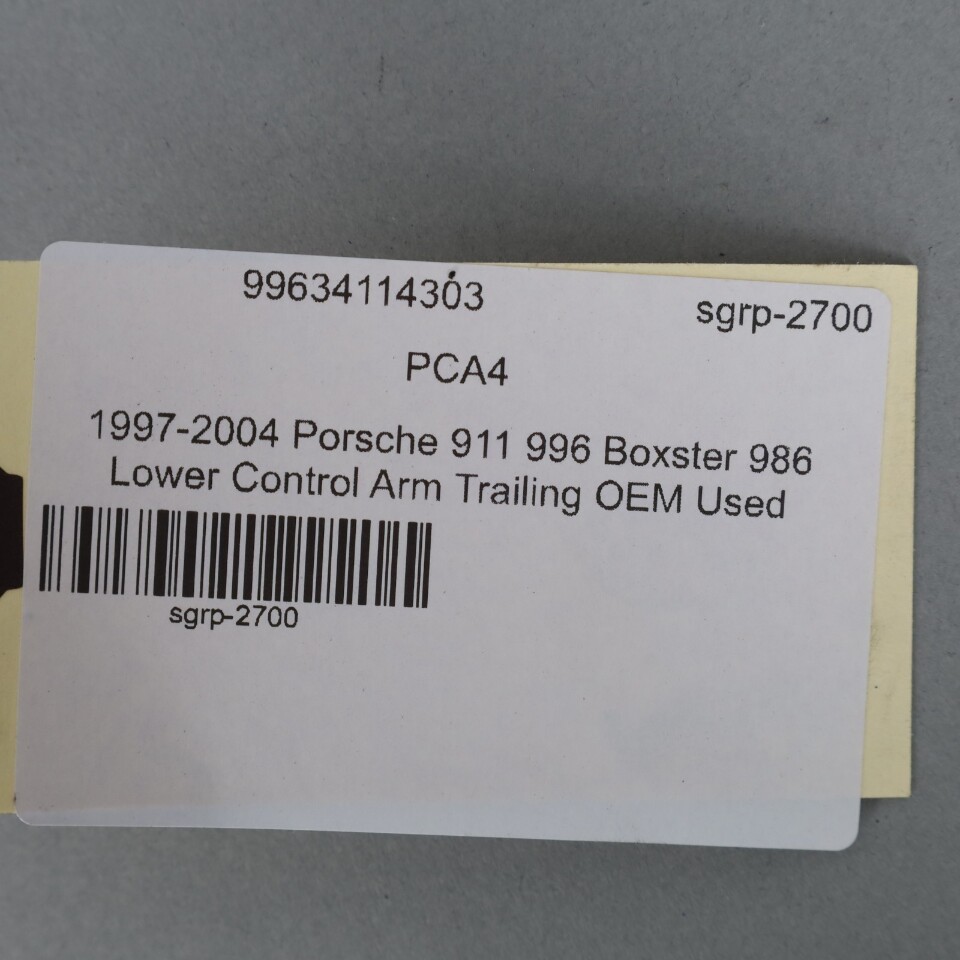 99634114303
sgrp-2700
PCA4
1997-2004 Porsche 911 996 Boxster 986
Lower Control Arm Trailing OEM Used
sgrp-2700